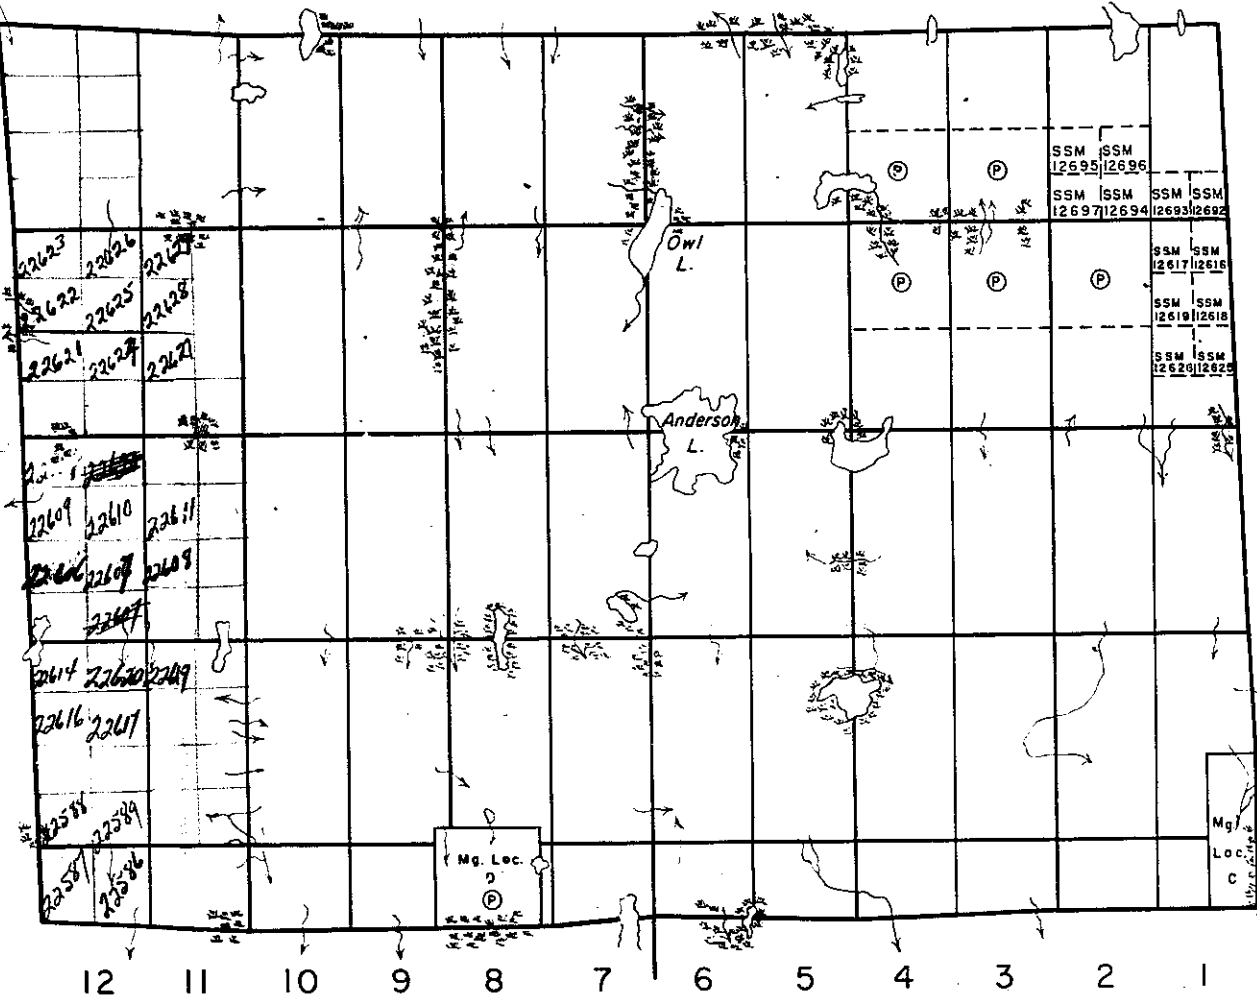 SSM SSM
12695 12696
SSM SSM SSM SSM
12697 12694 12693 12692
P P
22623 22626
Owl
L.
SSM SSM
12617 12616
P P P
22622 22625 22628
SSM SSM
12619 12618
22621 22627
SSM SSM
Anderson
L.
22609 22610 22611
22606 22608
22607
22614 22620 22619
22616 22617
22588 22589
Mg. Loc.
P
Mg.
Loc.
C
22587 22586
12 11 10 9 8 7 6 5 4 3 2 1